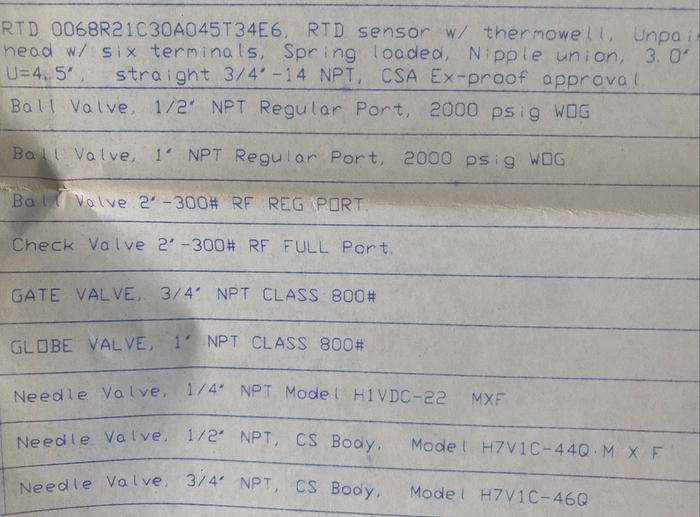 RTD 0068R21C30A045T34E6, RTD sensor w/ thermowell, Unpai
head w/ six terminals, Spring loaded, Nipple union, 3.0"
U=4.5", straight 3/4"-14 NPT, CSA Ex-proof approval
Ball Valve, 1/2" NPT Regular Port, 2000 psig WOG
Ball Valve, 1" NPT Regular Port, 2000 psig WOG
Ball Valve 2"-300# RF REG PORT.
Check Valve 2"-300# RF FULL Port.
GATE VALVE, 3/4" NPT CLASS 800#
GLOBE VALVE, 1" NPT CLASS 800#
Needle Valve, 1/4" NPT Model H1VDC-22 MXF
Needle Valve, 1/2" NPT, CS Body, Model H7V1C-44Q·M X F
Needle Valve, 3/4" NPT, CS Body, Model H7V1C-46Q